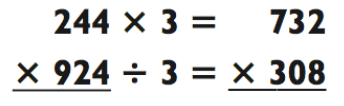 244 × 3 = 732
× 924 ÷ 3 = × 308